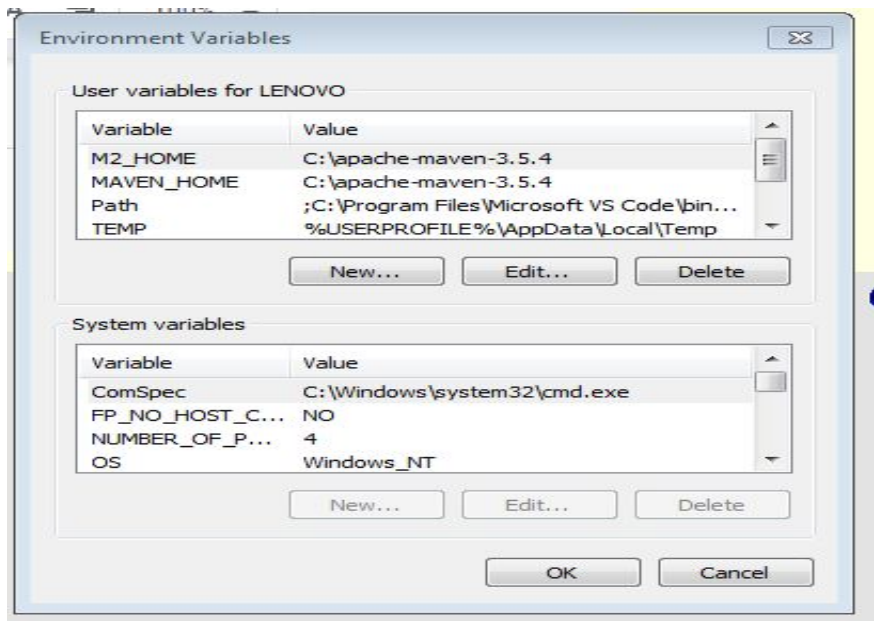 Environment Variables
User variables for LENOVO
Variable Value
M2_HOME C:\apache-maven-3.5.4
MAVEN_HOME C:\apache-maven-3.5.4
Path ;C:\Program Files\Microsoft VS Code\bin...
TEMP %USERPROFILE%\AppData\Local\Temp
New... Edit... Delete
System variables
Variable Value
ComSpec C:\Windows\system32\cmd.exe
FP_NO_HOST_C... NO
NUMBER_OF_P... 4
OS Windows_NT
New... Edit... Delete
OK Cancel